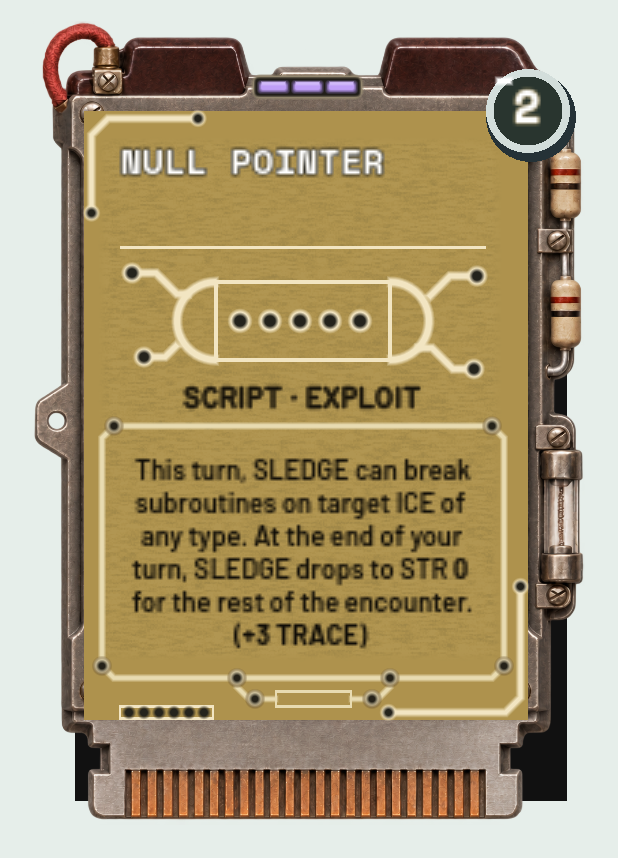 2
NULL POINTER
SCRIPT · EXPLOIT
This turn, SLEDGE can break
subroutines on target ICE of
any type. At the end of your
turn, SLEDGE drops to STR 0
for the rest of the encounter.
(+3 TRACE)